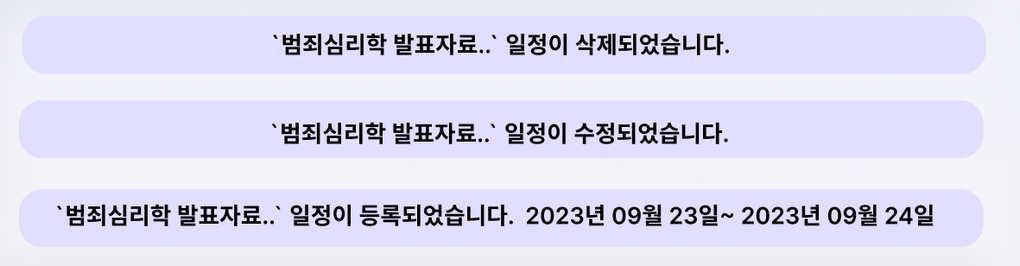 `범죄심리학 발표자료..` 일정이 삭제되었습니다.
`범죄심리학 발표자료..` 일정이 수정되었습니다.
`범죄심리학 발표자료..` 일정이 등록되었습니다. 2023년 09월 23일~ 2023년 09월 24일